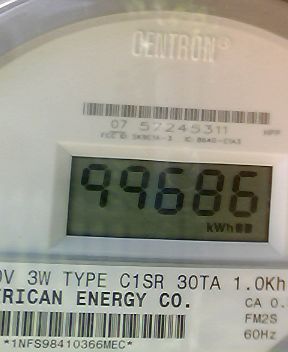 CENTRON®
07 57245311
99686
kWh
0V 3W TYPE C1SR 30TA 1.0Kh
ERICAN ENERGY CO.
CA 0.
FM2S
60Hz
*1NFS98410366MEC*